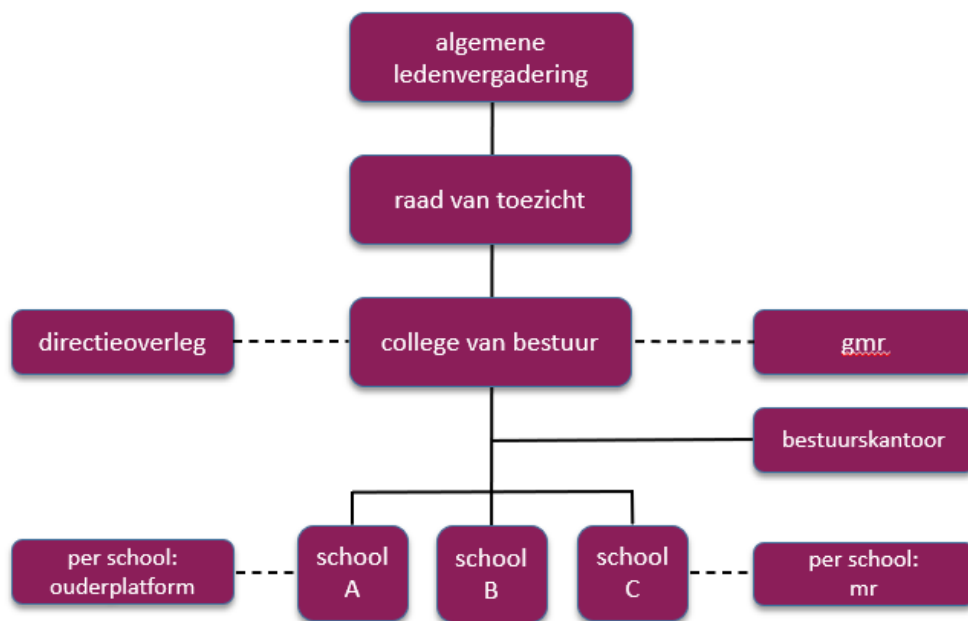 algemene
ledenvergadering
raad van toezicht
directieoverleg
college van bestuur
gmr
bestuurskantoor
per school:
ouderplatform
school
A
school
B
school
C
per school:
mr